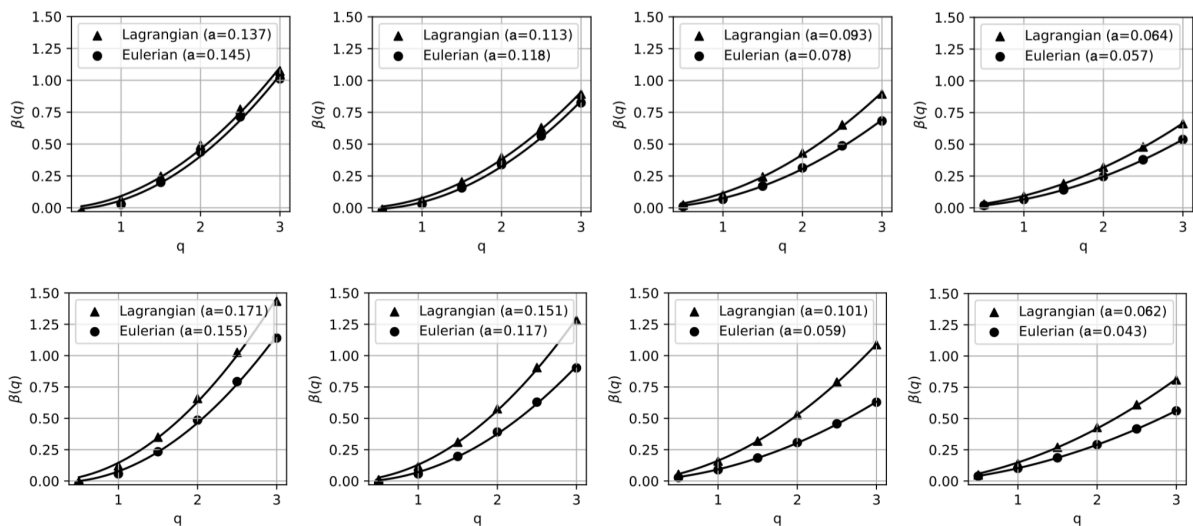 1.50
1.25
1.00
0.75
0.50
0.25
0.00
β(q)
Lagrangian (a=0.137)
Eulerian (a=0.145)
1 2 3
q
1.50
1.25
1.00
0.75
0.50
0.25
0.00
β(q)
Lagrangian (a=0.113)
Eulerian (a=0.118)
1 2 3
q
1.50
1.25
1.00
0.75
0.50
0.25
0.00
β(q)
Lagrangian (a=0.093)
Eulerian (a=0.078)
1 2 3
q
1.50
1.25
1.00
0.75
0.50
0.25
0.00
β(q)
Lagrangian (a=0.064)
Eulerian (a=0.057)
1 2 3
q
1.50
1.25
1.00
0.75
0.50
0.25
0.00
β(q)
Lagrangian (a=0.171)
Eulerian (a=0.155)
1 2 3
q
1.50
1.25
1.00
0.75
0.50
0.25
0.00
β(q)
Lagrangian (a=0.151)
Eulerian (a=0.117)
1 2 3
q
1.50
1.25
1.00
0.75
0.50
0.25
0.00
β(q)
Lagrangian (a=0.101)
Eulerian (a=0.059)
1 2 3
q
1.50
1.25
1.00
0.75
0.50
0.25
0.00
β(q)
Lagrangian (a=0.062)
Eulerian (a=0.043)
1 2 3
q